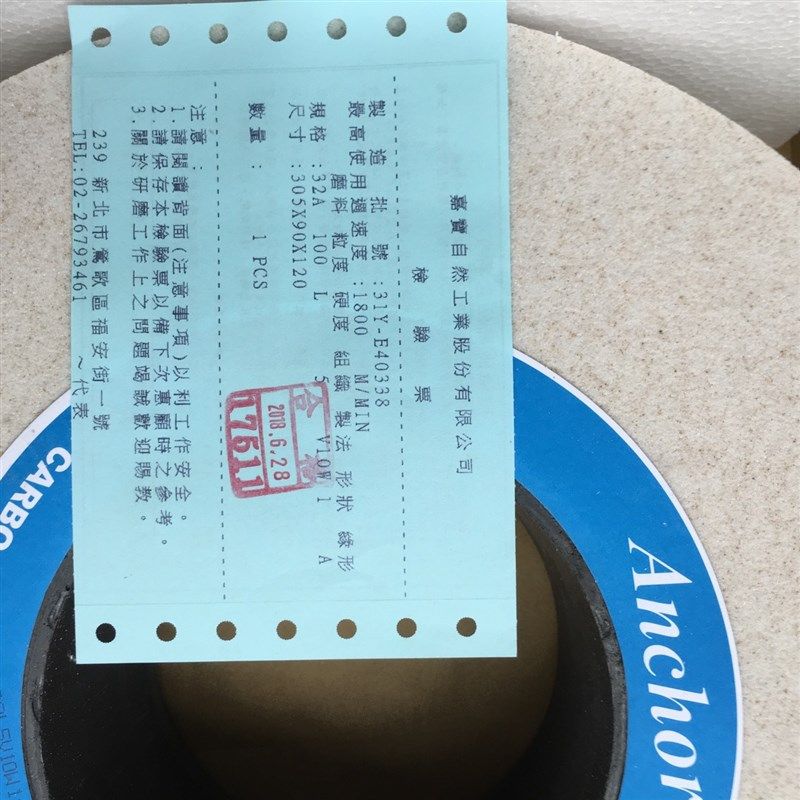 嘉寶自然工業股份有限公司
檢 驗 票
製 造 批 號 :31Y-E40338
最高使用週速度 :1800 M/MIN
磨料 粒度 硬度 組織 製法 形狀 緣形
規格 :32A 100 L 5 V10W 1 A
尺寸 :305X90X120
數量 : 1 PCS
合格
2018.6.28
17611
注意 :
1.請閱讀背面(注意事項)以利工作安全。
2.請保存本檢驗票以備下次惠顧時之參考。
3.關於研磨工作上之問題竭誠歡迎賜教。
239 新北市鶯歌區福安街一號
TEL:02-26793461 ~代表
Anchor
CARBO
5V10W1